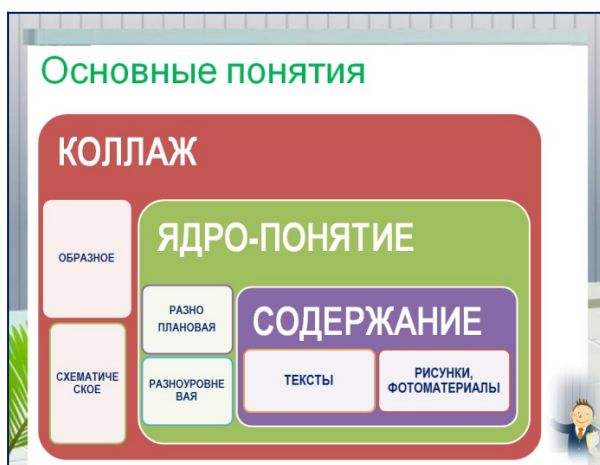 Основные понятия
КОЛЛАЖ
ОБРАЗНОЕ
СХЕМАТИЧЕ
СКОЕ
ЯДРО-ПОНЯТИЕ
РАЗНО
ПЛАНОВАЯ
РАЗНОУРОВНЕ
ВАЯ
СОДЕРЖАНИЕ
ТЕКСТЫ
РИСУНКИ,
ФОТОМАТЕРИАЛЫ